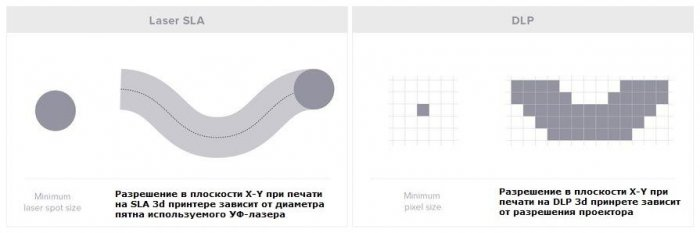 Laser SLA
Minimum
laser spot size
Разрешение в плоскости X-Y при печати
на SLA 3d принтере зависит от диаметра
пятна используемого УФ-лазера
DLP
Minimum
pixel size
Разрешение в плоскости X-Y при
печати на DLP 3d принрете зависит
от разрешения проектора